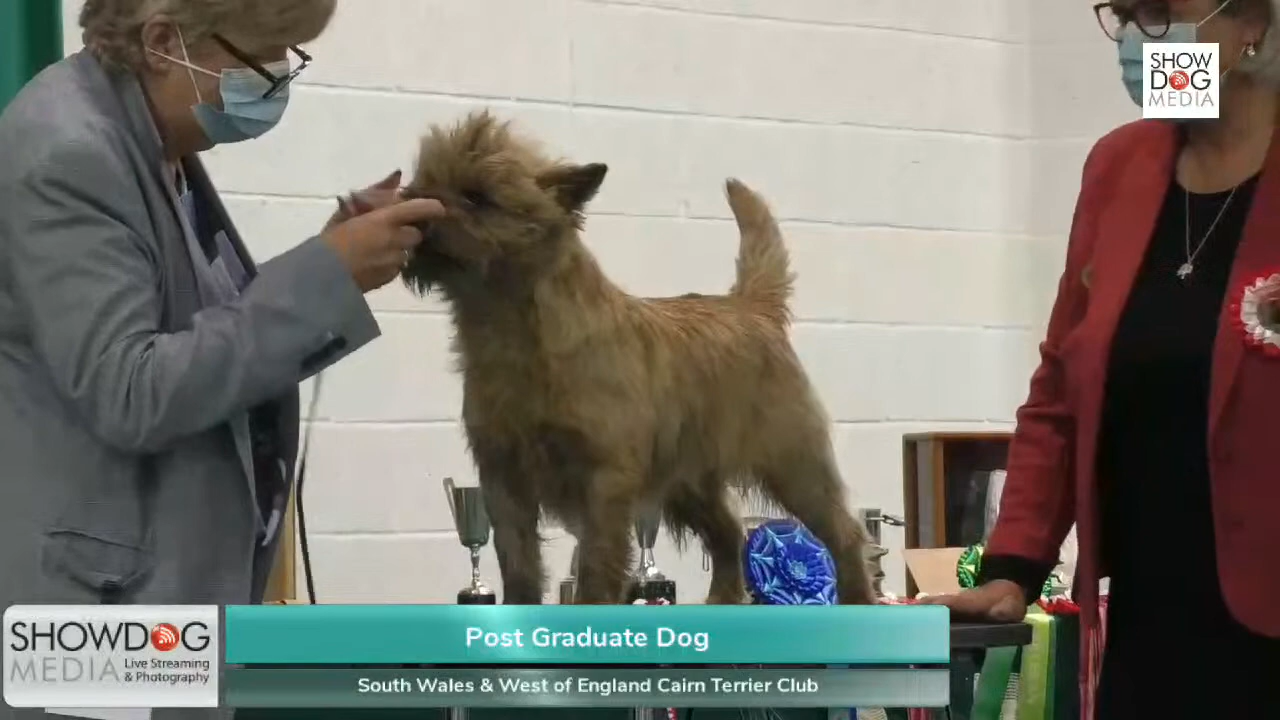 SHOW
DOG
MEDIA
SHOWDOG
MEDIA Live Streaming
& Photography
Post Graduate Dog
South Wales & West of England Cairn Terrier Club